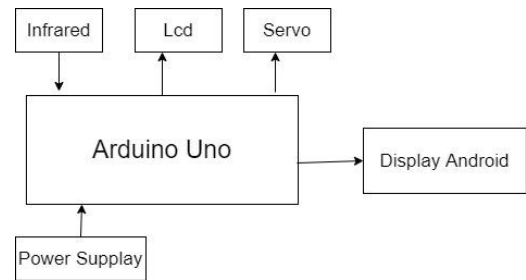 Infrared
Lcd
Servo
Arduino Uno
Display Android
Power Supplay